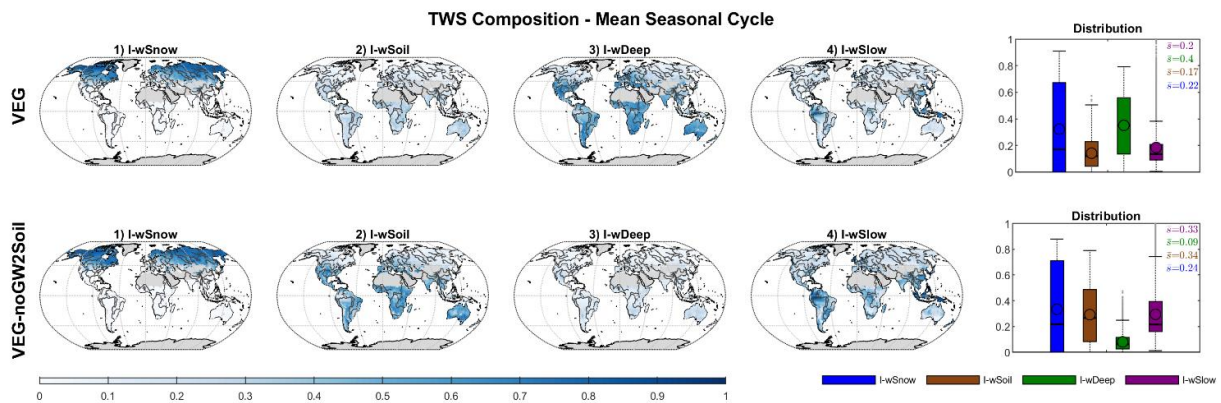 TWS Composition - Mean Seasonal Cycle
VEG
1) I-wSnow
2) I-wSoil
3) I-wDeep
4) I-wSlow
Distribution
1
0.8
0.6
0.4
0.2
0
s̄=0.2
s̄=0.4
s̄=0.17
s̄=0.22
VEG-noGW2Soil
1) I-wSnow
2) I-wSoil
3) I-wDeep
4) I-wSlow
Distribution
1
0.8
0.6
0.4
0.2
0
s̄=0.33
s̄=0.09
s̄=0.34
s̄=0.24
0 0.1 0.2 0.3 0.4 0.5 0.6 0.7 0.8 0.9 1
I-wSnow I-wSoil I-wDeep I-wSlow